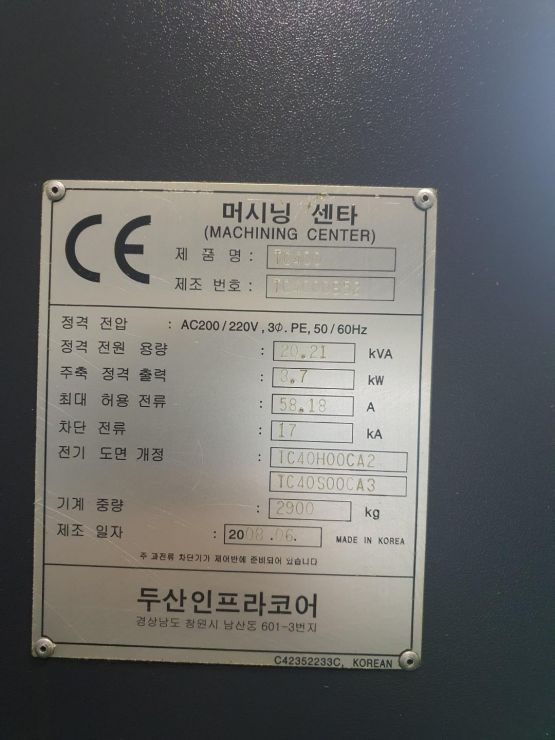 CE
머시닝 센타
(MACHINING CENTER)
제 품 명 : TC400
제조 번호 :
정격 전압 : AC200/220V, 3Φ. PE, 50/60Hz
정격 전원 용량 : 20.21 kVA
주축 정격 출력 : 3.7 kW
최대 허용 전류 : 58.18 A
차단 전류 : 17 kA
전기 도면 개정 : TC40H00CA2
TC40S00CA3
기계 중량 : 2900 kg
제조 일자 : 2008.06. MADE IN KOREA
주 과전류 차단기가 제어반에 준비되어 있습니다
두산인프라코어
경상남도 창원시 남산동 601-3번지
C42352233C, KOREAN